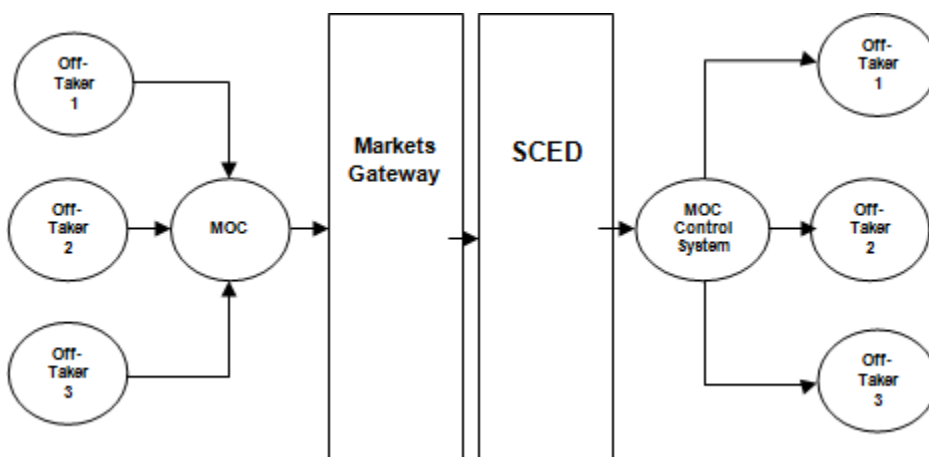 Off-
Taker
1
Off-
Taker
2
Off-
Taker
3
MOC
Markets
Gateway
SCED
MOC
Control
System
Off-
Taker
1
Off-
Taker
2
Off-
Taker
3